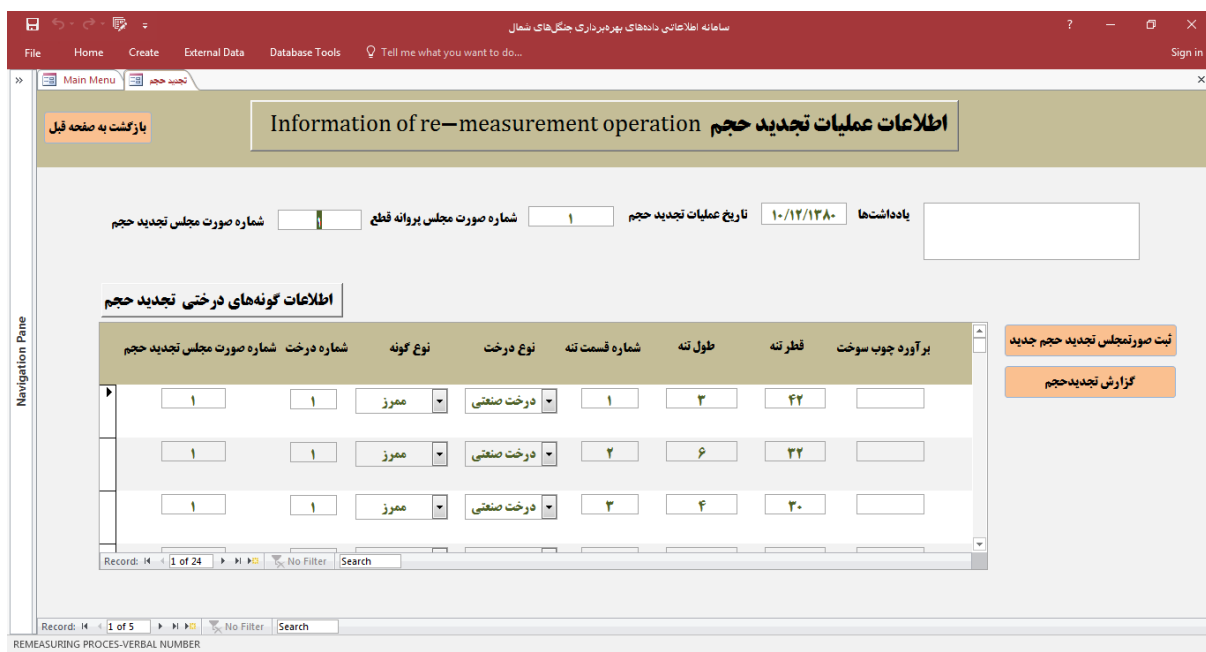 سامانه اطلاعاتی داده‌های بهره‌برداری جنگل‌های شمال
File Home Create External Data Database Tools Tell me what you want to do... Sign in
Main Menu تجدید حجم
بازگشت به صفحه قبل
اطلاعات عملیات تجدید حجم Information of re—measurement operation
شماره صورت مجلس تجدید حجم ۱ شماره صورت مجلس پروانه قطع ۱ تاریخ عملیات تجدید حجم ۱۰/۱۲/۱۳۸۰ یادداشت‌ها
اطلاعات گونه‌های درختی تجدید حجم
شماره صورت مجلس تجدید حجم شماره درخت نوع گونه نوع درخت شماره قسمت تنه طول تنه قطر تنه برآورد چوب سوخت
۱ ۱ ممرز درخت صنعتی ۱ ۳ ۴۲
۱ ۱ ممرز درخت صنعتی ۲ ۶ ۳۲
۱ ۱ ممرز درخت صنعتی ۳ ۴ ۳۰
ثبت صورتمجلس تجدید حجم جدید
گزارش تجدیدحجم
Record: 1 of 24 No Filter Search
Record: 1 of 5 No Filter Search
Navigation Pane
REMEASURING PROCES-VERBAL NUMBER